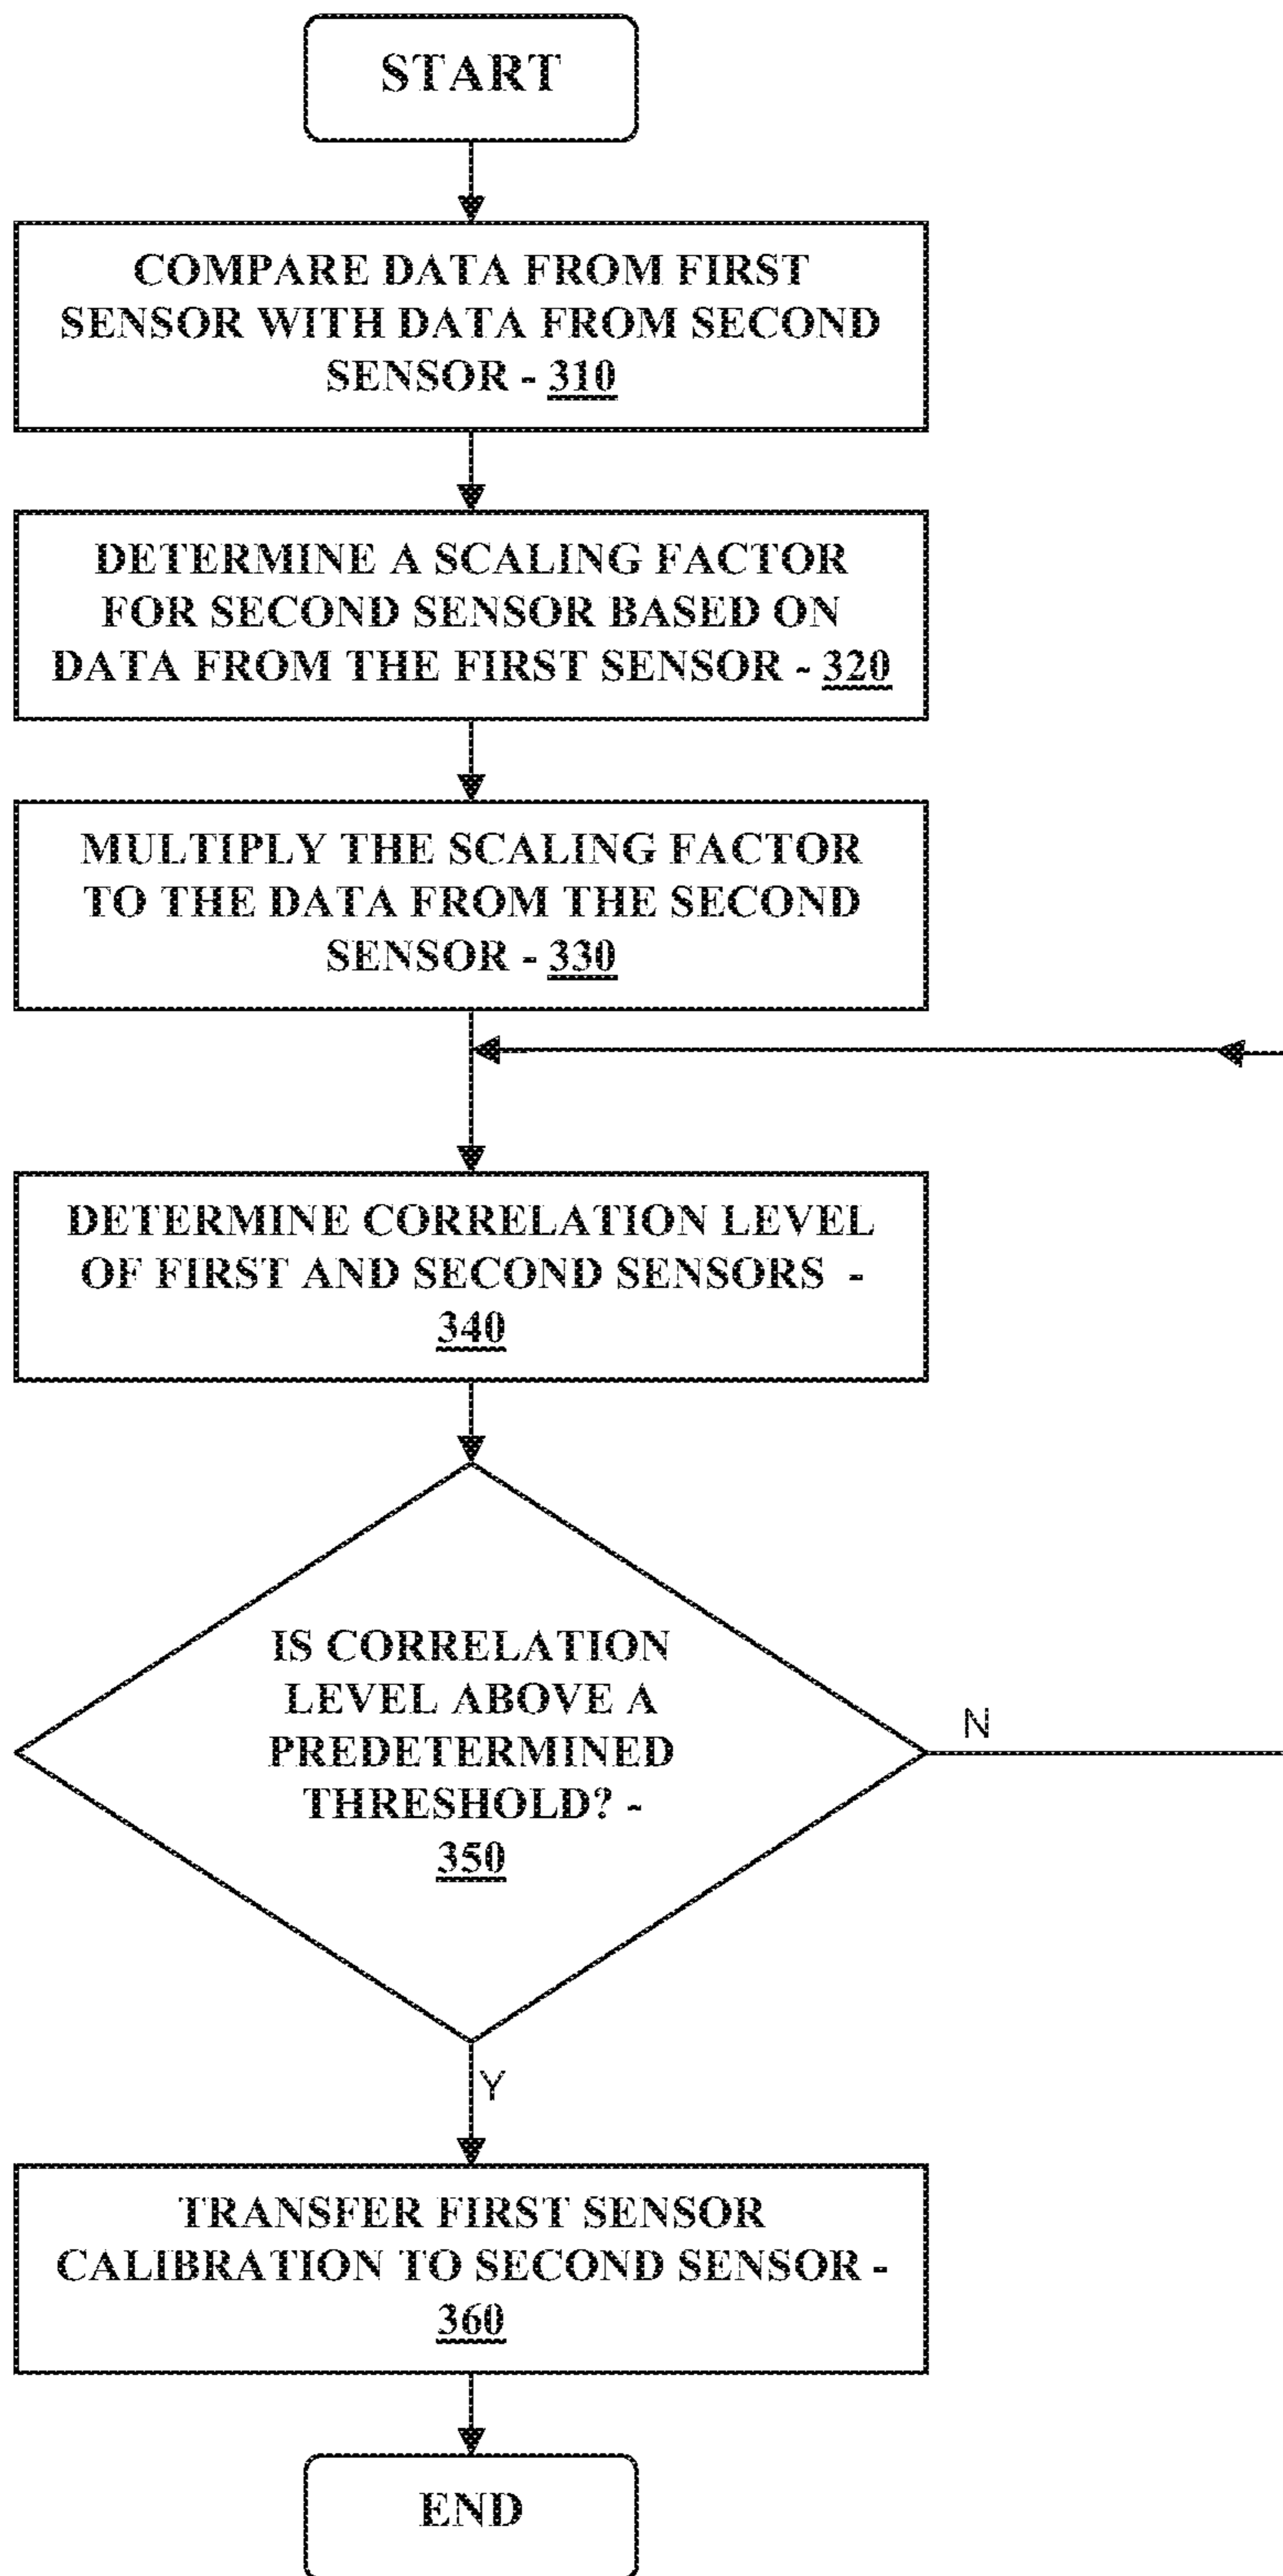 START
COMPARE DATA FROM FIRST
SENSOR WITH DATA FROM SECOND
SENSOR - 310
DETERMINE A SCALING FACTOR
FOR SECOND SENSOR BASED ON
DATA FROM THE FIRST SENSOR - 320
MULTIPLY THE SCALING FACTOR
TO THE DATA FROM THE SECOND
SENSOR - 330
DETERMINE CORRELATION LEVEL
OF FIRST AND SECOND SENSORS -
340
IS CORRELATION
LEVEL ABOVE A
PREDETERMINED
THRESHOLD? -
350
N
Y
TRANSFER FIRST SENSOR
CALIBRATION TO SECOND SENSOR -
360
END